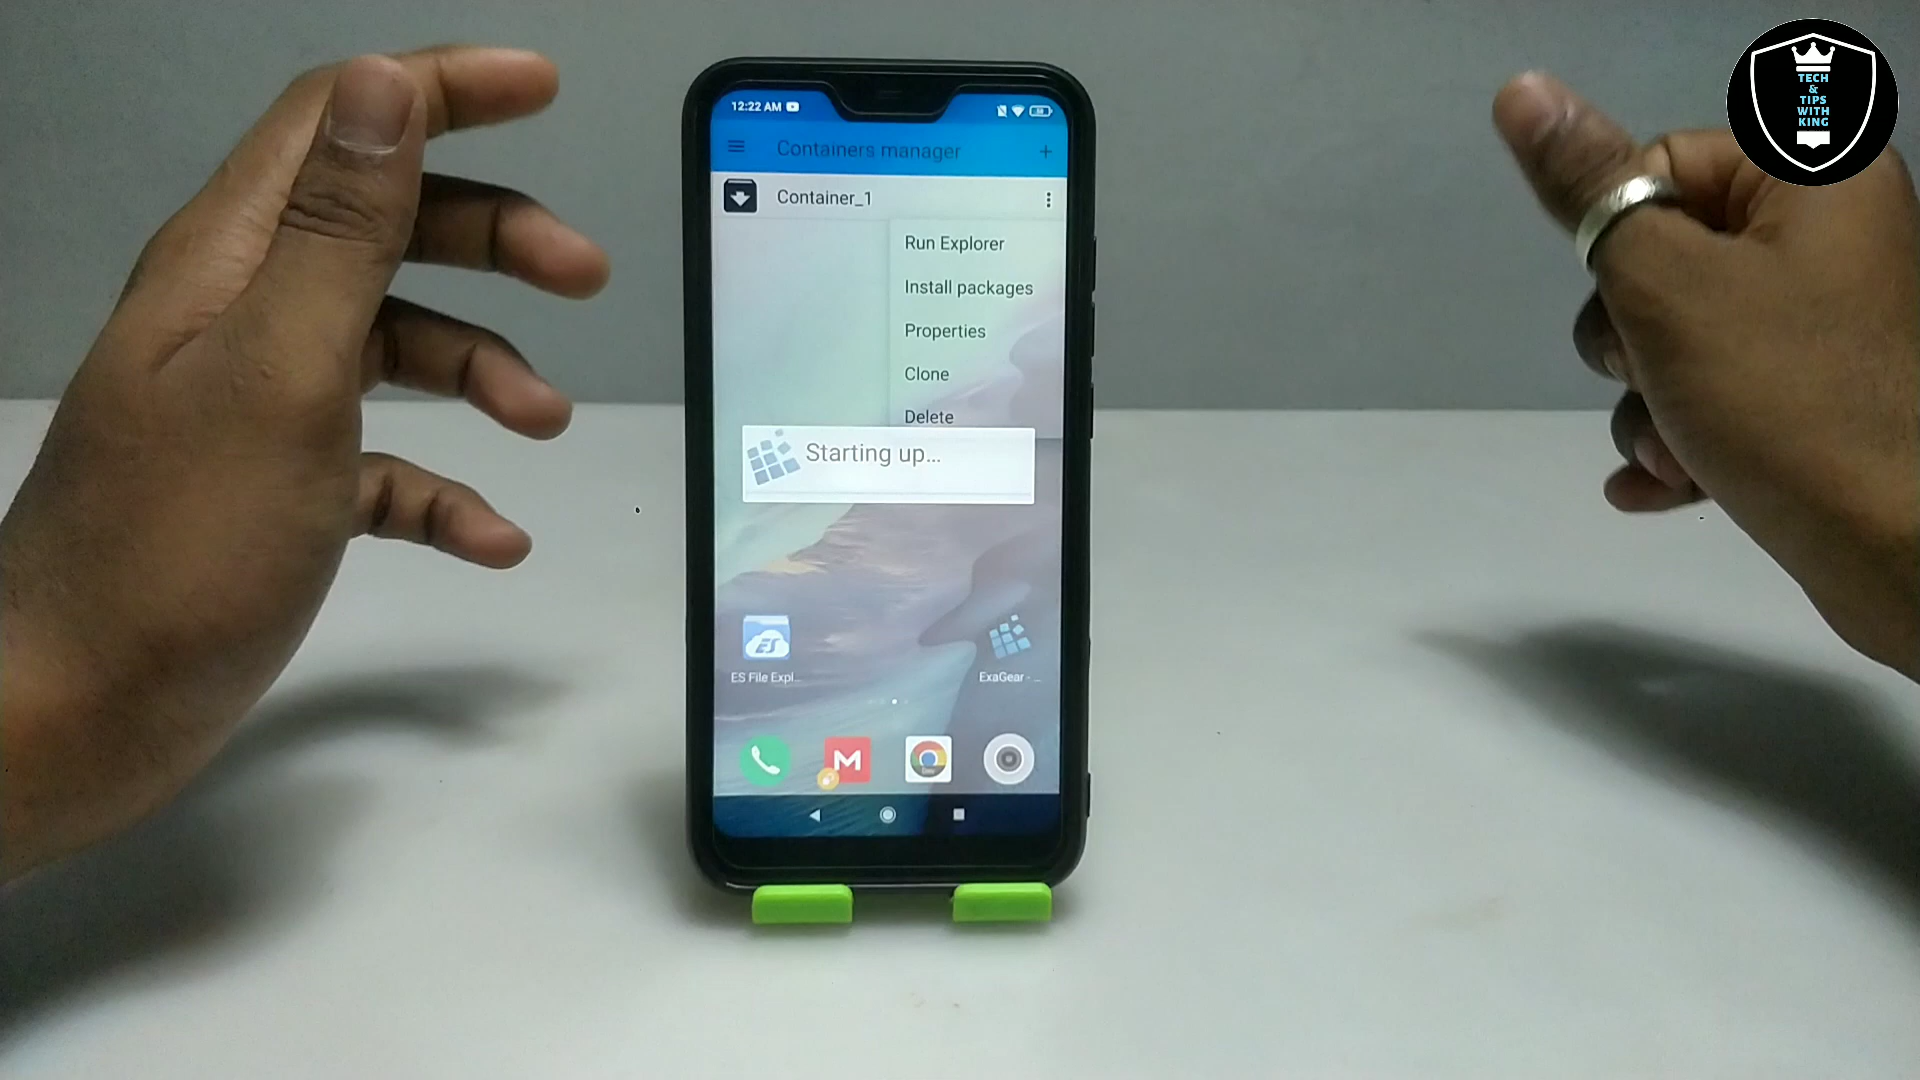 TECH
&
TIPS
WITH
KING
12:22 AM
Containers manager
+
Container_1
Run Explorer
Install packages
Properties
Clone
Delete
Starting up...
ES
ES File Expl...
ExaGear - ...
M